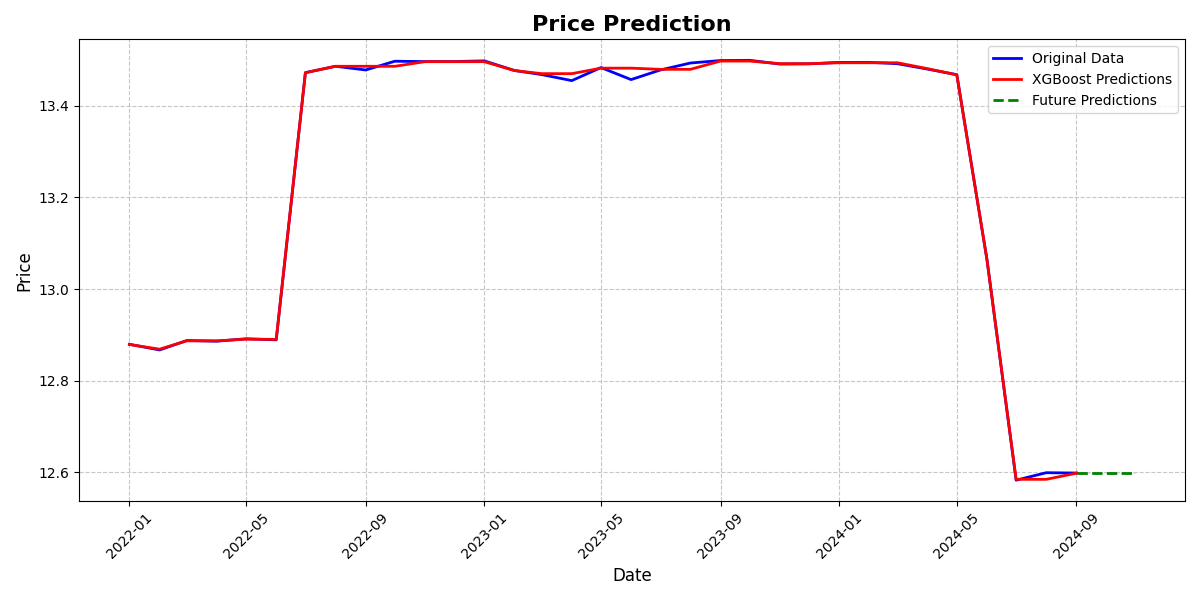 Price Prediction
Original Data
XGBoost Predictions
Future Predictions
Price
13.4
13.2
13.0
12.8
12.6
2022-01
2022-05
2022-09
2023-01
2023-05
2023-09
2024-01
2024-05
2024-09
Date